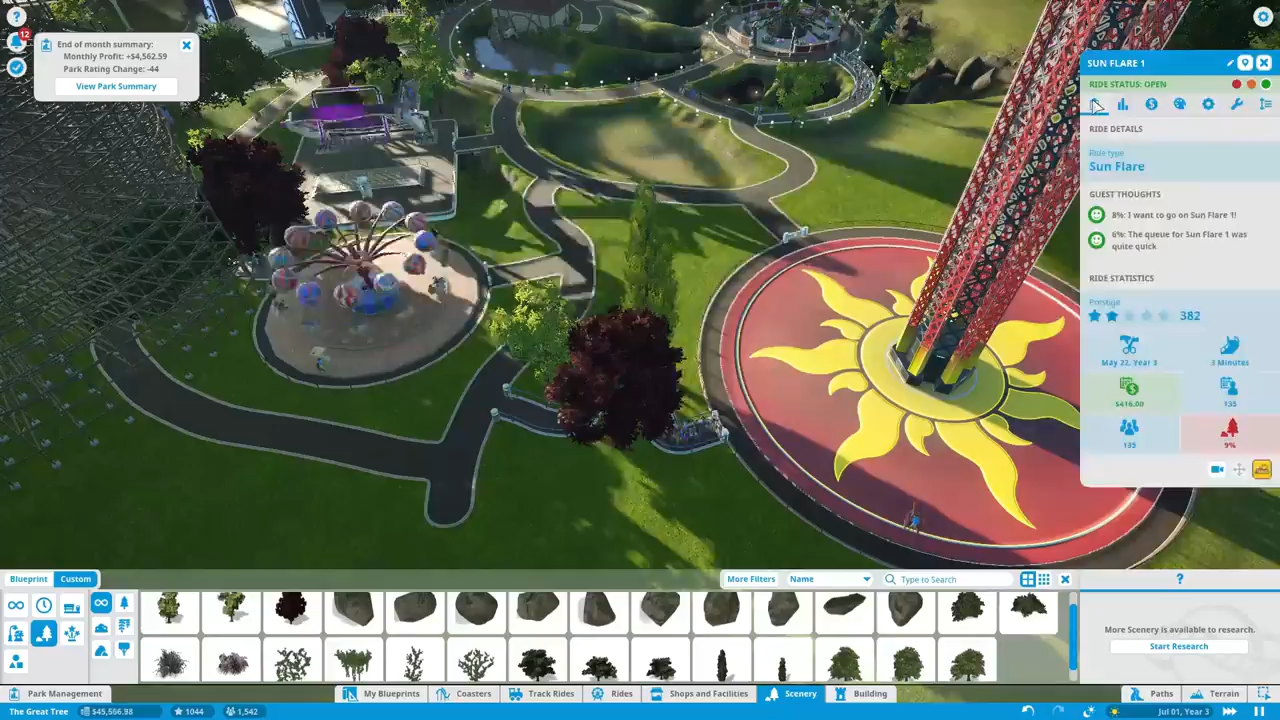 12
End of month summary:
Monthly Profit: +$4,562.59
Park Rating Change: -44
View Park Summary
SUN FLARE 1
RIDE STATUS: OPEN
RIDE DETAILS
Ride type
Sun Flare
GUEST THOUGHTS
8%: I want to go on Sun Flare 1!
6%: The queue for Sun Flare 1 was
quite quick
RIDE STATISTICS
Prestige
382
May 22, Year 3
3 Minutes
$416.00
135
135
9%
Blueprint
Custom
More Filters
Name
Type to Search
?
More Scenery is available to research.
Start Research
Park Management
My Blueprints
Coasters
Track Rides
Rides
Shops and Facilities
Scenery
Building
Paths
Terrain
The Great Tree
$45,586.98
1044
1,542
Jul 01, Year 3